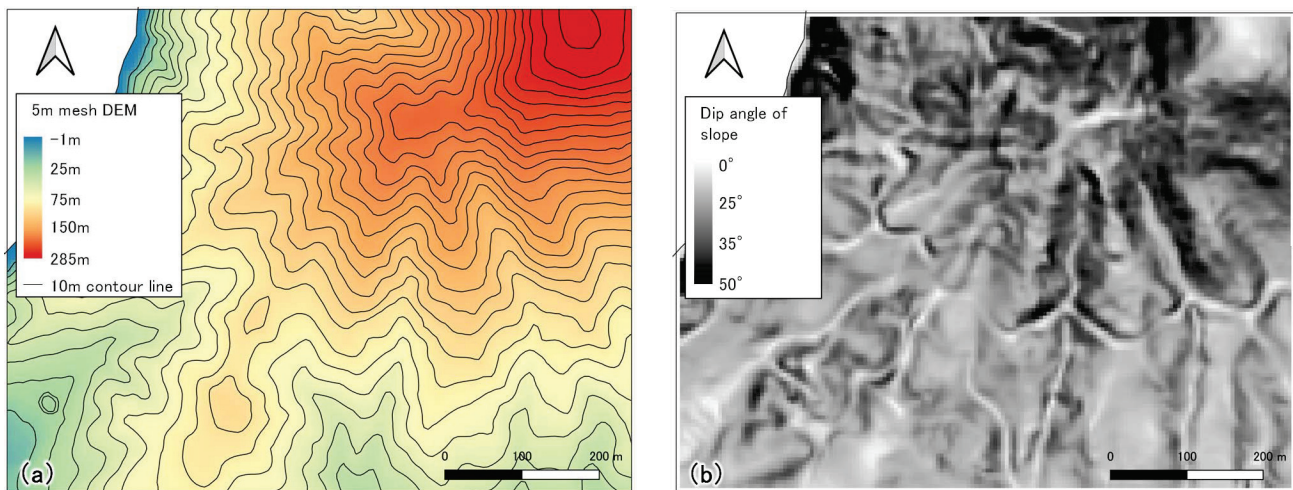 5m mesh DEM
-1m
25m
75m
150m
285m
10m contour line
(a)
0 100 200 m
Dip angle of
slope
0°
25°
35°
50°
(b)
0 100 200 m